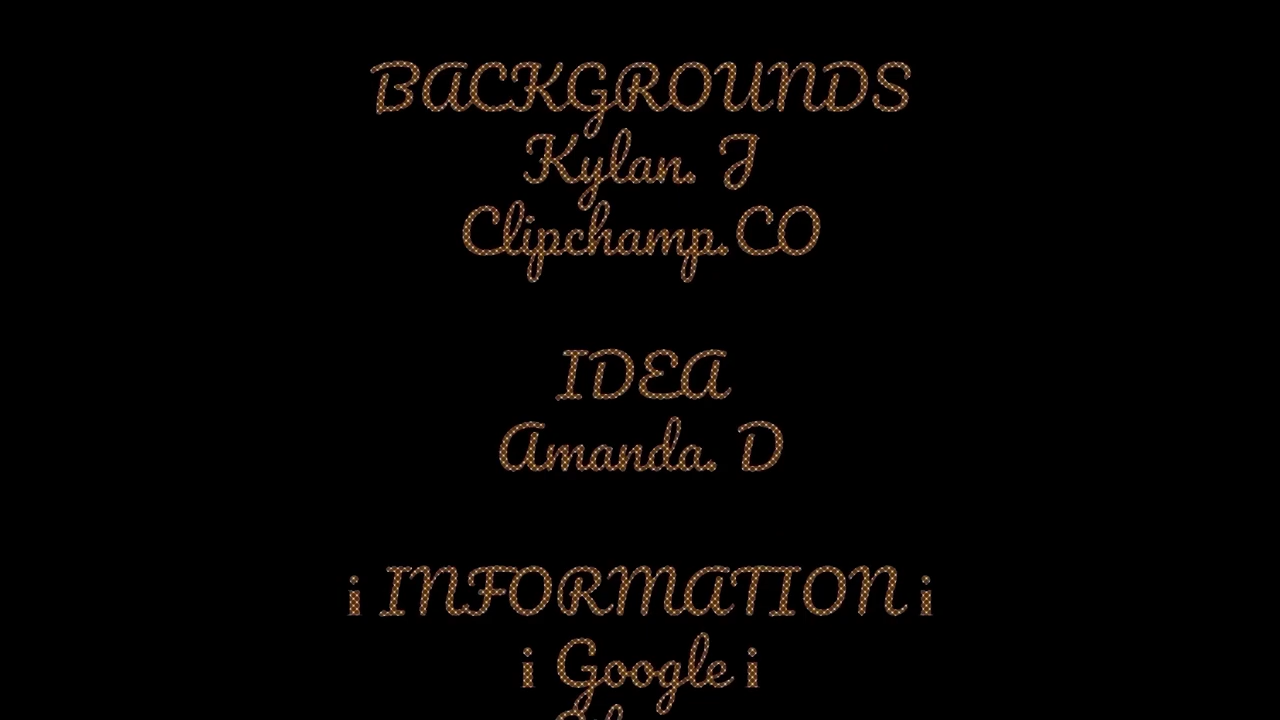 BACKGROUNDS
Kylan. J
Clipchamp.CO
IDEA
Amanda. D
i INFORMATION i
i Google i